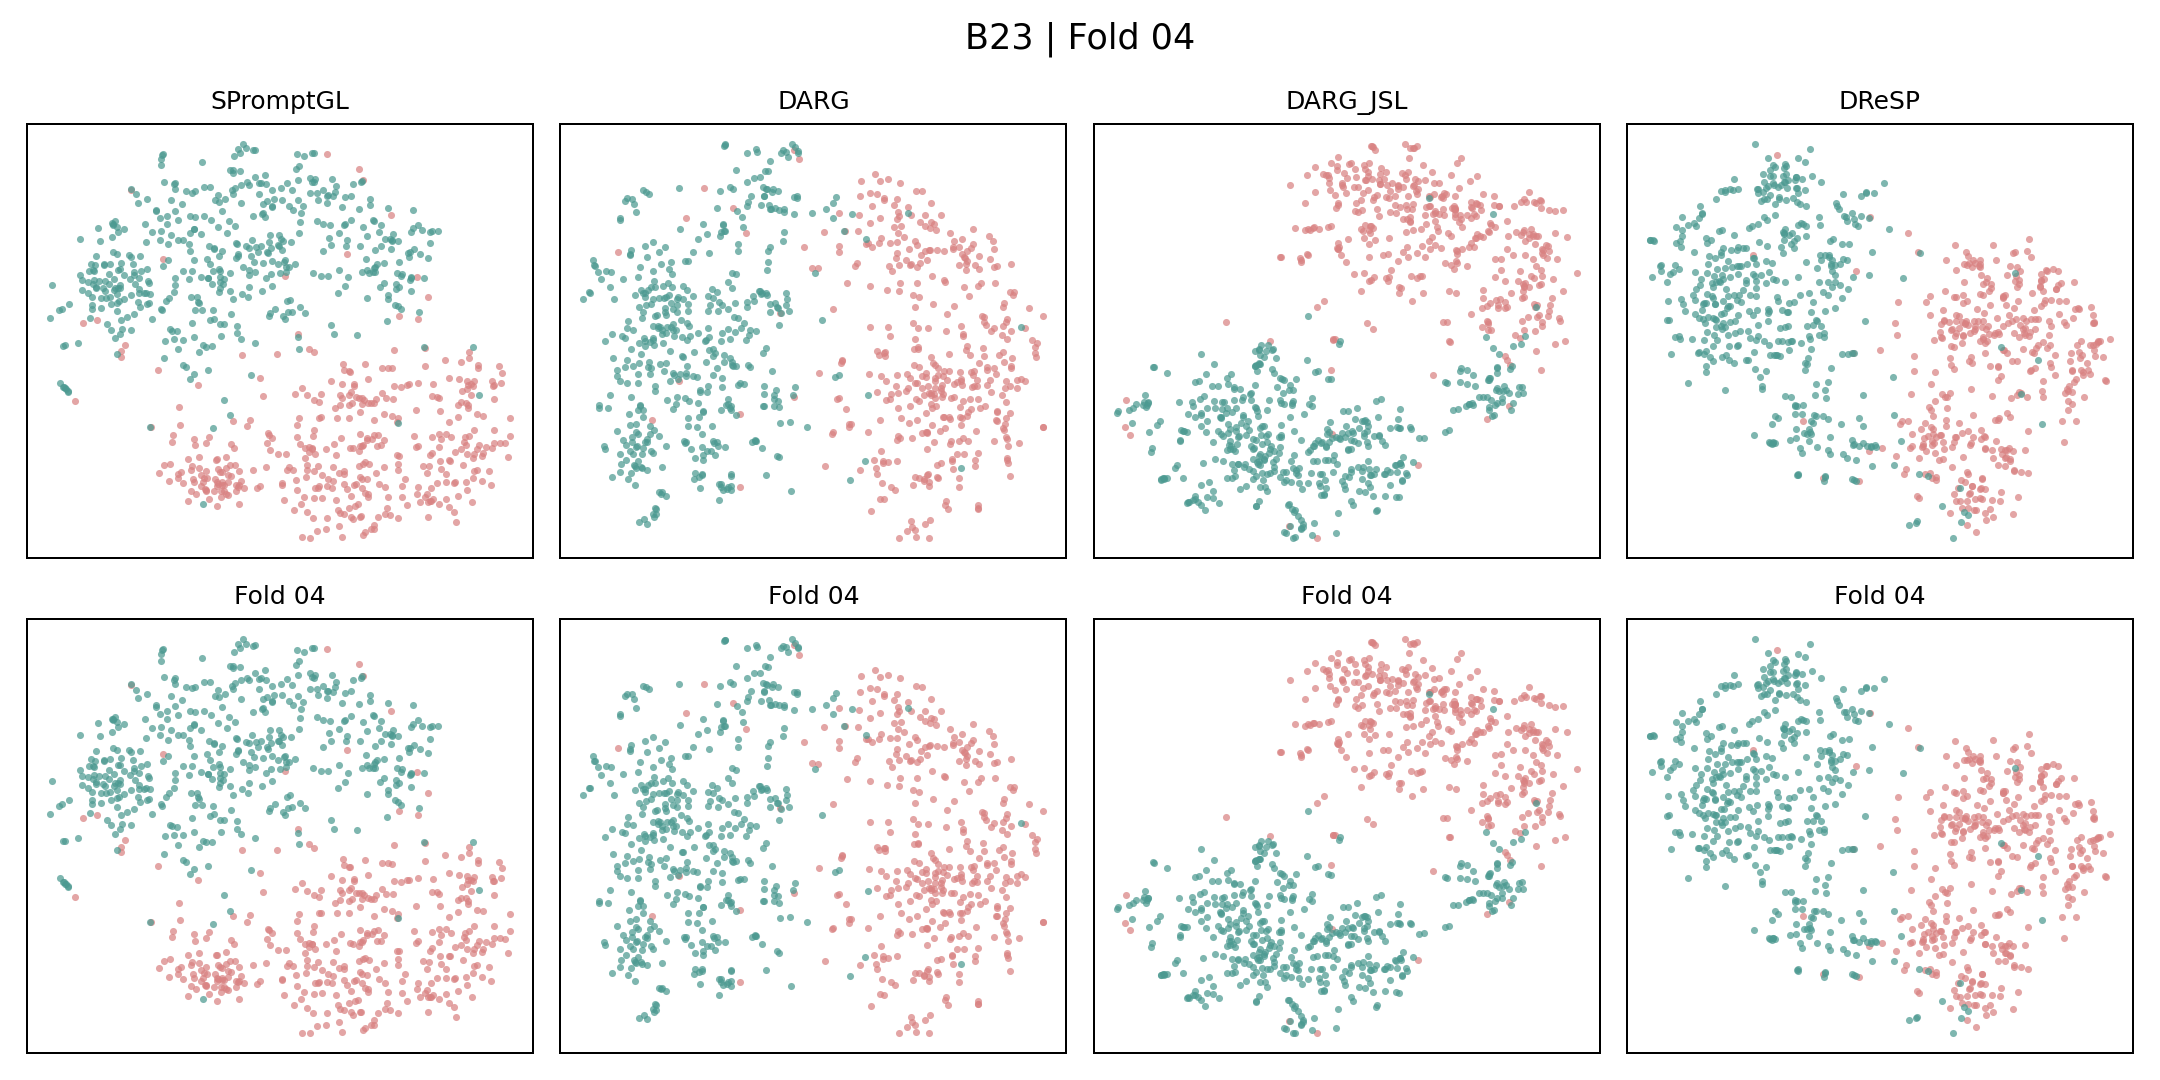 B23 | Fold 04
SPromptGL
DARG
DARG_JSL
DReSP
Fold 04
Fold 04
Fold 04
Fold 04